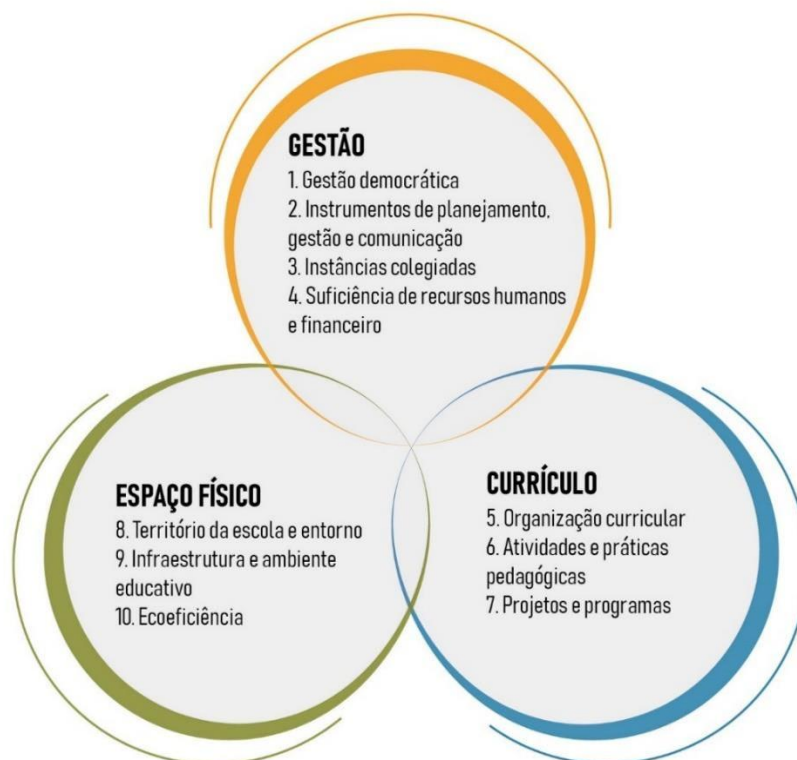 GESTÃO
1. Gestão democrática
2. Instrumentos de planejamento,
gestão e comunicação
3. Instâncias colegiadas
4. Suficiência de recursos humanos
e financeiro
ESPAÇO FÍSICO
8. Território da escola e entorno
9. Infraestrutura e ambiente
educativo
10. Ecoeficiência
CURRÍCULO
5. Organização curricular
6. Atividades e práticas
pedagógicas
7. Projetos e programas